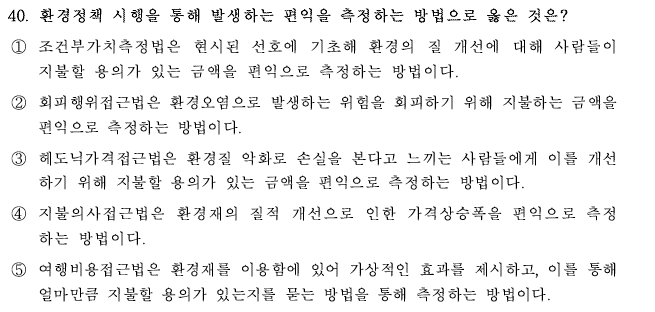 40. 환경정책 시행을 통해 발생하는 편익을 측정하는 방법으로 옳은 것은?
① 조건부가치측정법은 현시된 선호에 기초해 환경의 질 개선에 대해 사람들이
지불할 용의가 있는 금액을 편익으로 측정하는 방법이다.
② 회피행위접근법은 환경오염으로 발생하는 위험을 회피하기 위해 지불하는 금액을
편익으로 측정하는 방법이다.
③ 헤도닉가격접근법은 환경질 악화로 손실을 본다고 느끼는 사람들에게 이를 개선
하기 위해 지불할 용의가 있는 금액을 편익으로 측정하는 방법이다.
④ 지불의사접근법은 환경재의 질적 개선으로 인한 가격상승폭을 편익으로 측정
하는 방법이다.
⑤ 여행비용접근법은 환경재를 이용함에 있어 가상적인 효과를 제시하고, 이를 통해
얼마만큼 지불할 용의가 있는지를 묻는 방법을 통해 측정하는 방법이다.